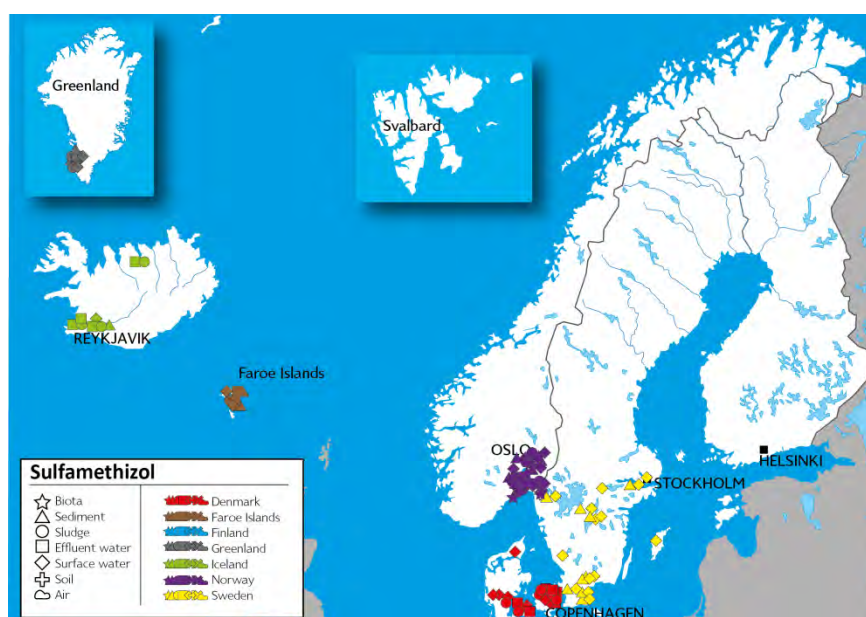 Greenland
Svalbard
REYKJAVIK
Faroe Islands
OSLO
HELSINKI
STOCKHOLM
COPENHAGEN
Sulfamethizol
Biota
Sediment
Sludge
Effluent water
Surface water
Soil
Air
Denmark
Faroe Islands
Finland
Greenland
Iceland
Norway
Sweden